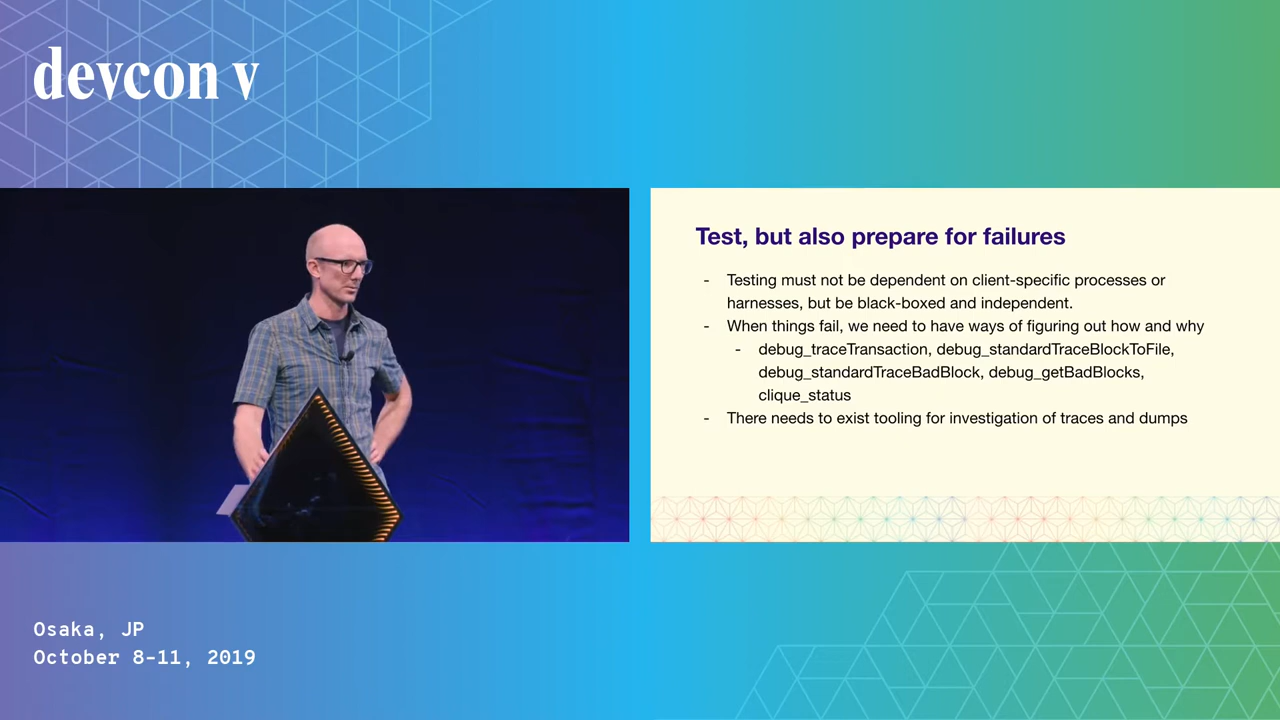 devcon v
Test, but also prepare for failures
- Testing must not be dependent on client-specific processes or
harnesses, but be black-boxed and independent.
- When things fail, we need to have ways of figuring out how and why
- debug_traceTransaction, debug_standardTraceBlockToFile,
debug_standardTraceBadBlock, debug_getBadBlocks,
clique_status
- There needs to exist tooling for investigation of traces and dumps
Osaka, JP
October 8-11, 2019